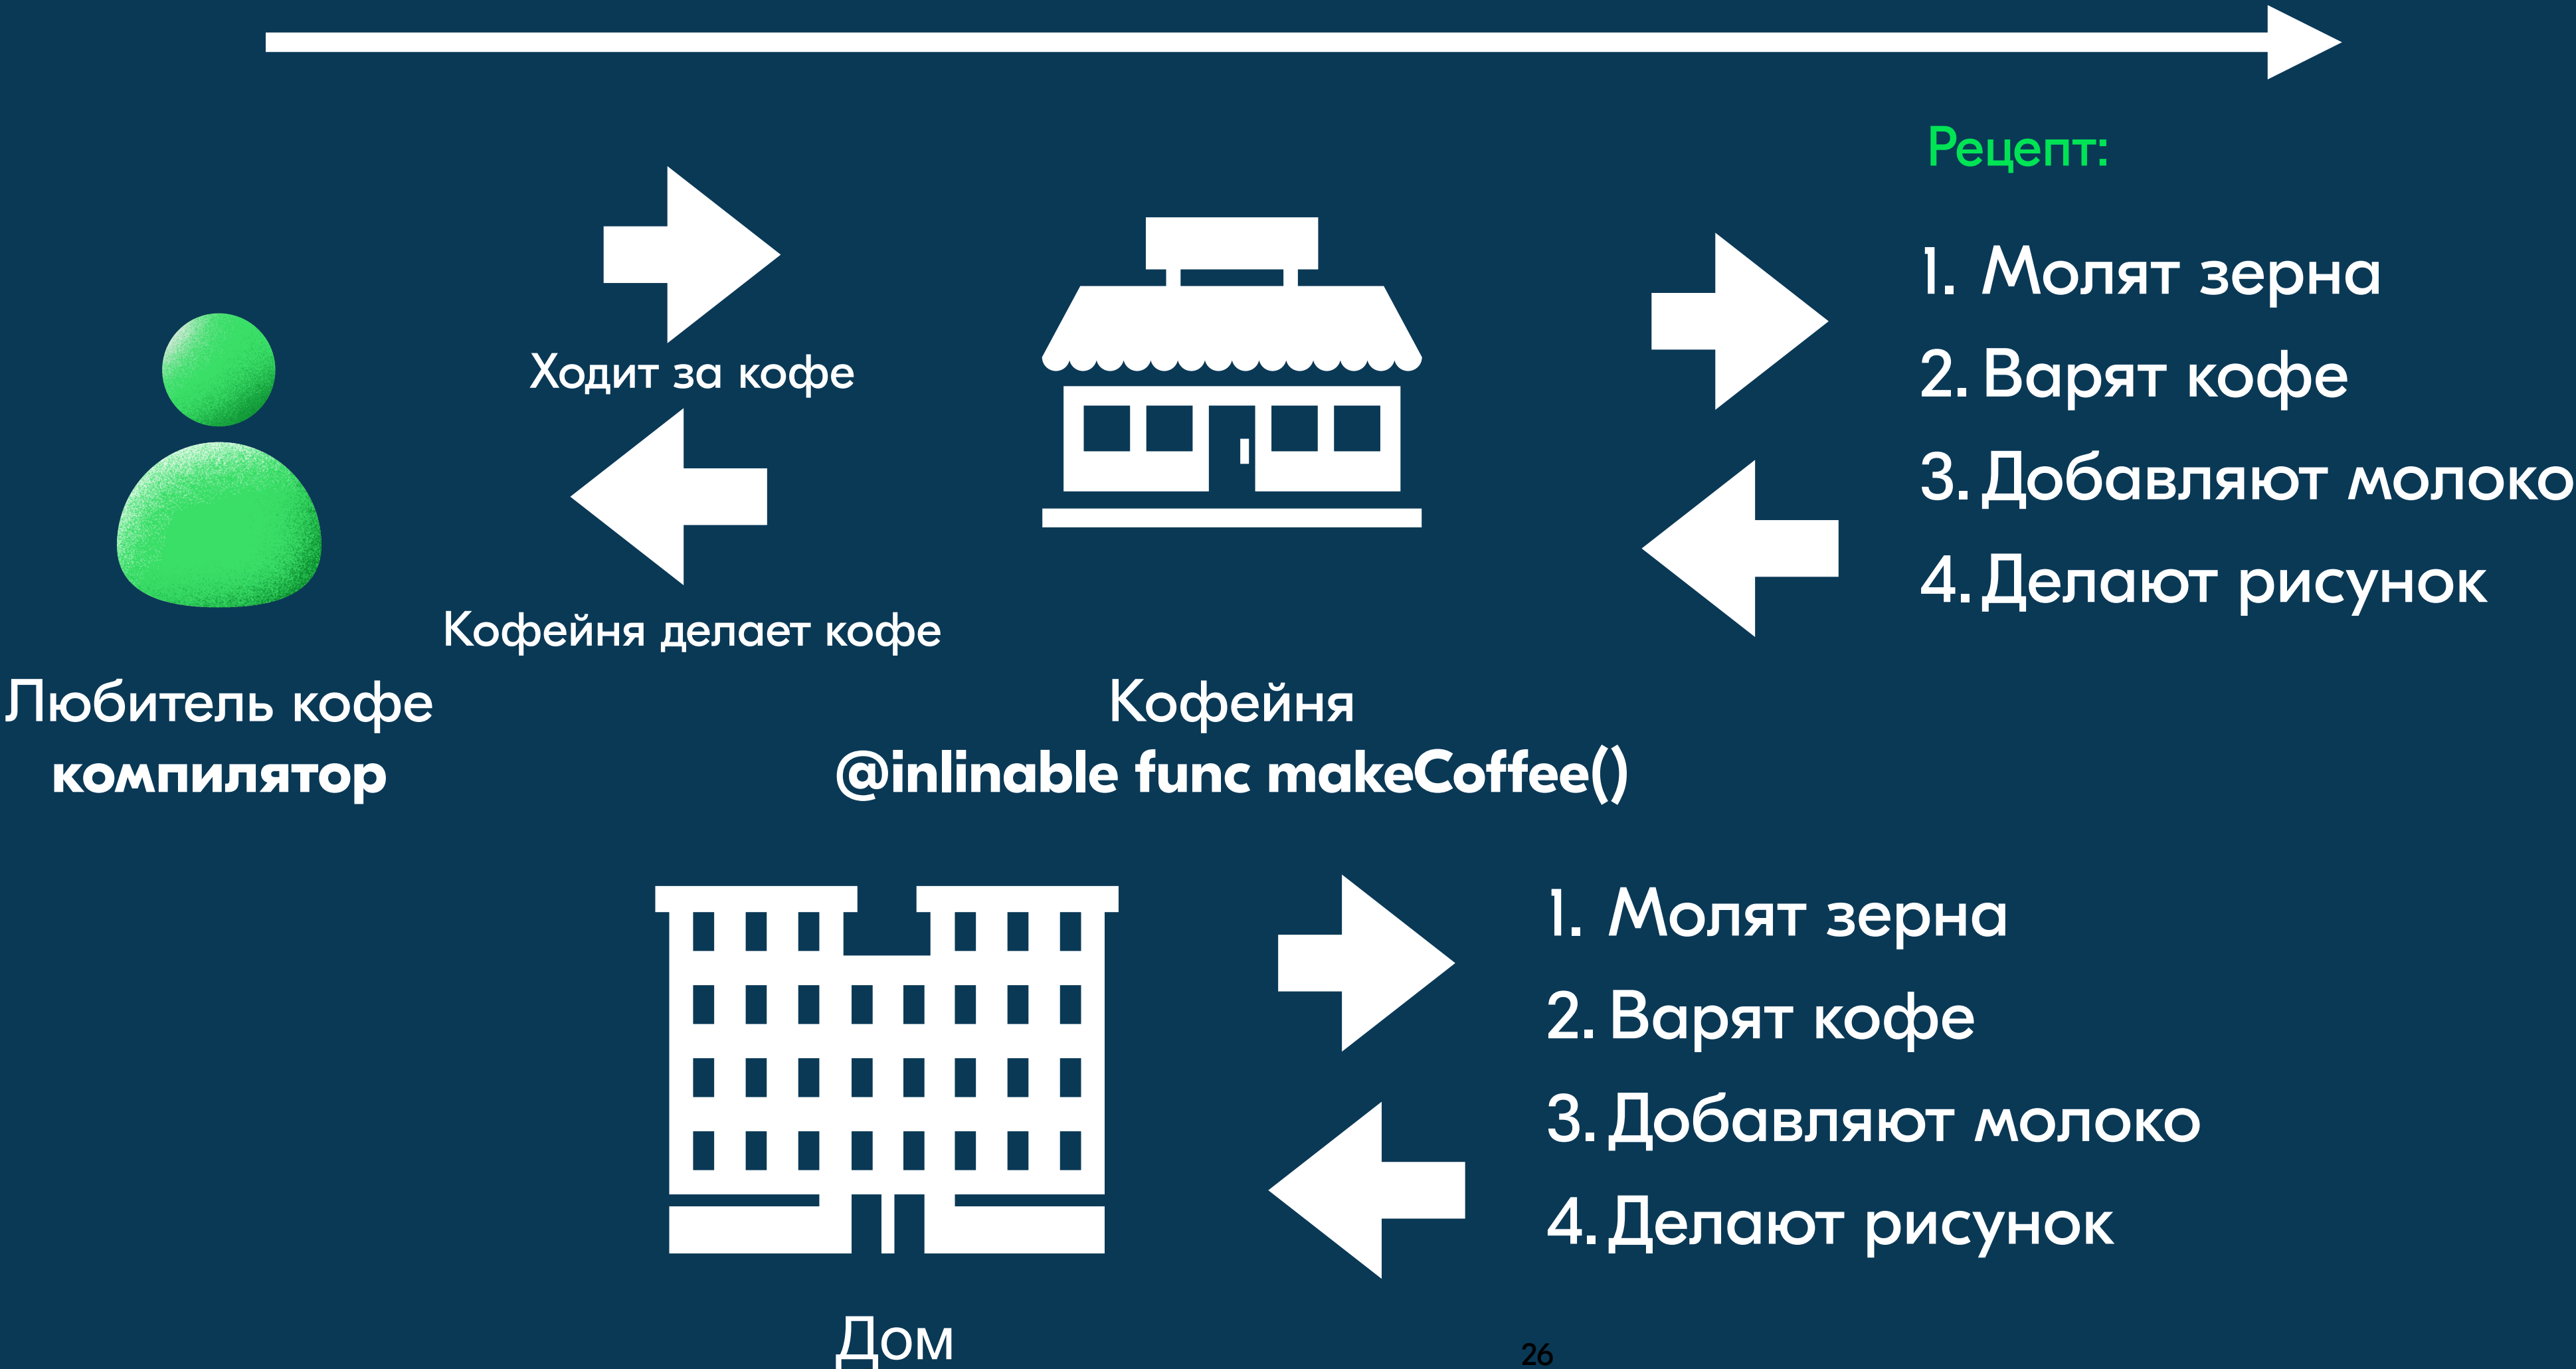 Рецепт:
1. Молят зерна
2. Варят кофе
3. Добавляют молоко
4. Делают рисунок
Ходит за кофе
Кофейня делает кофе
Любитель кофе
компилятор
Кофейня
@inlinable func makeCoffee()
1. Молят зерна
2. Варят кофе
3. Добавляют молоко
4. Делают рисунок
Дом
26